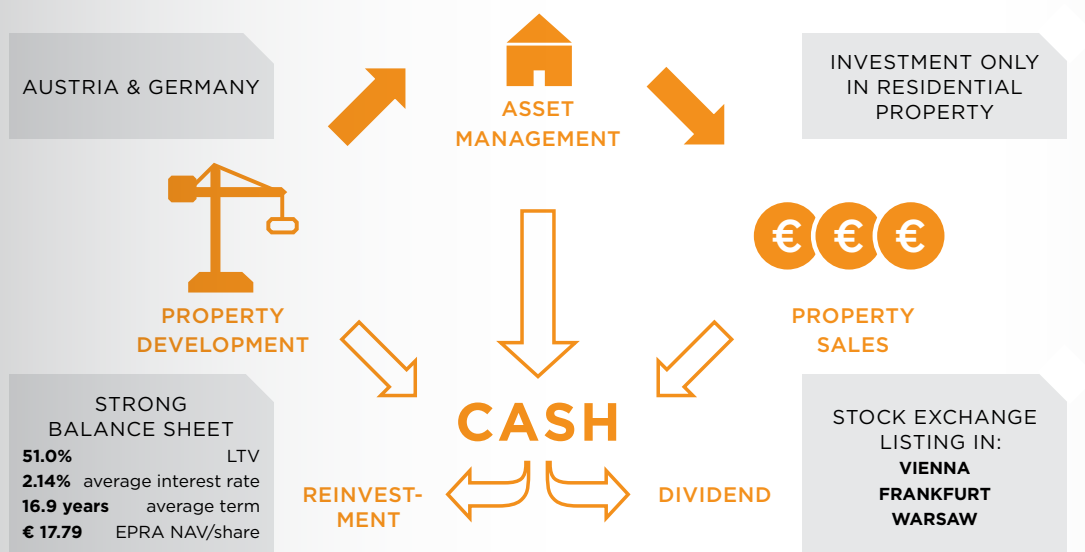 AUSTRIA & GERMANY
ASSET
MANAGEMENT
INVESTMENT ONLY
IN RESIDENTIAL
PROPERTY
PROPERTY
DEVELOPMENT
€ € €
PROPERTY
SALES
STRONG
BALANCE SHEET
51.0% LTV
2.14% average interest rate
16.9 years average term
€ 17.79 EPRA NAV/share
CASH
REINVEST-
MENT
DIVIDEND
STOCK EXCHANGE
LISTING IN:
VIENNA
FRANKFURT
WARSAW